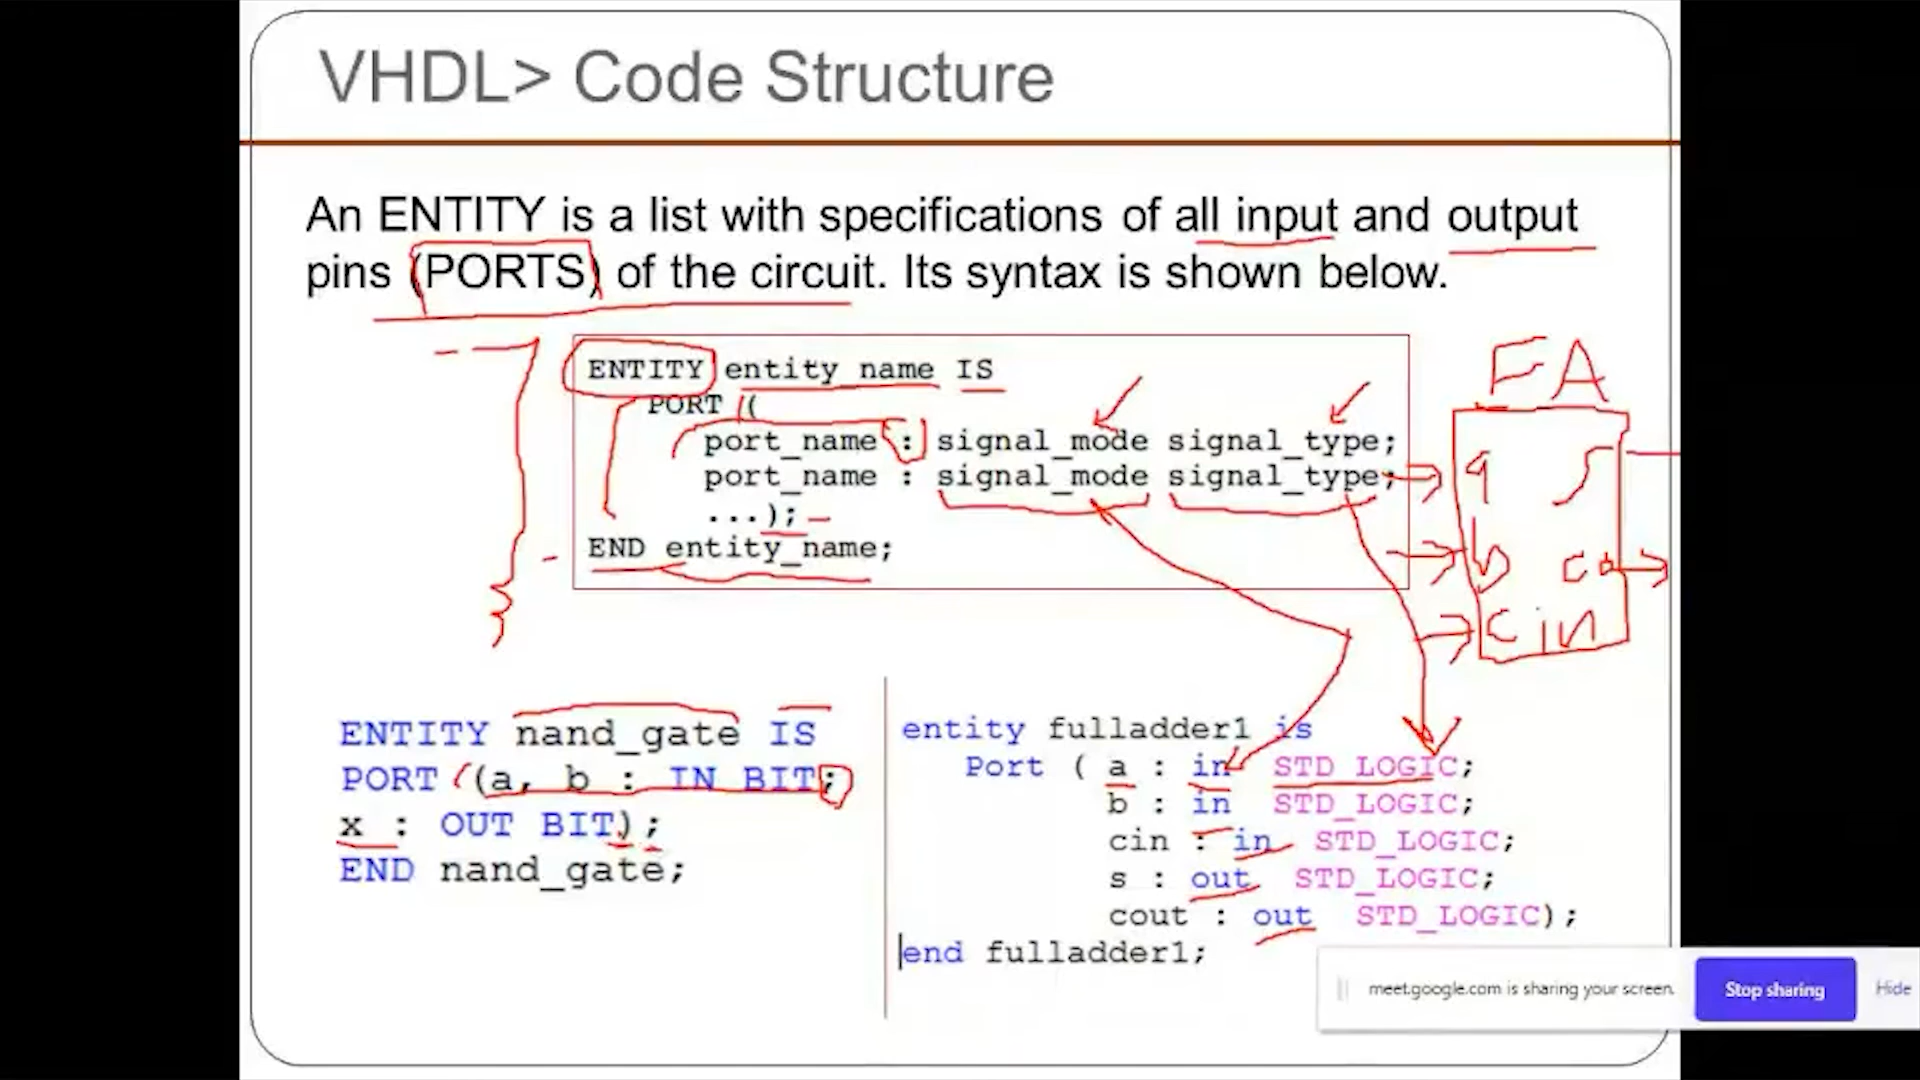 VHDL> Code Structure
An ENTITY is a list with specifications of all input and output
pins (PORTS) of the circuit. Its syntax is shown below.
ENTITY entity_name IS
PORT (
port_name : signal_mode signal_type;
port_name : signal_mode signal_type;
...);
END entity_name;
FA
a s
b co
cin
ENTITY nand_gate IS
PORT (a, b : IN BIT;
x : OUT BIT);
END nand_gate;
entity fulladder1 is
Port ( a : in STD_LOGIC;
b : in STD_LOGIC;
cin : in STD_LOGIC;
s : out STD_LOGIC;
cout : out STD_LOGIC);
end fulladder1;
meet.google.com is sharing your screen.
Stop sharing
Hide